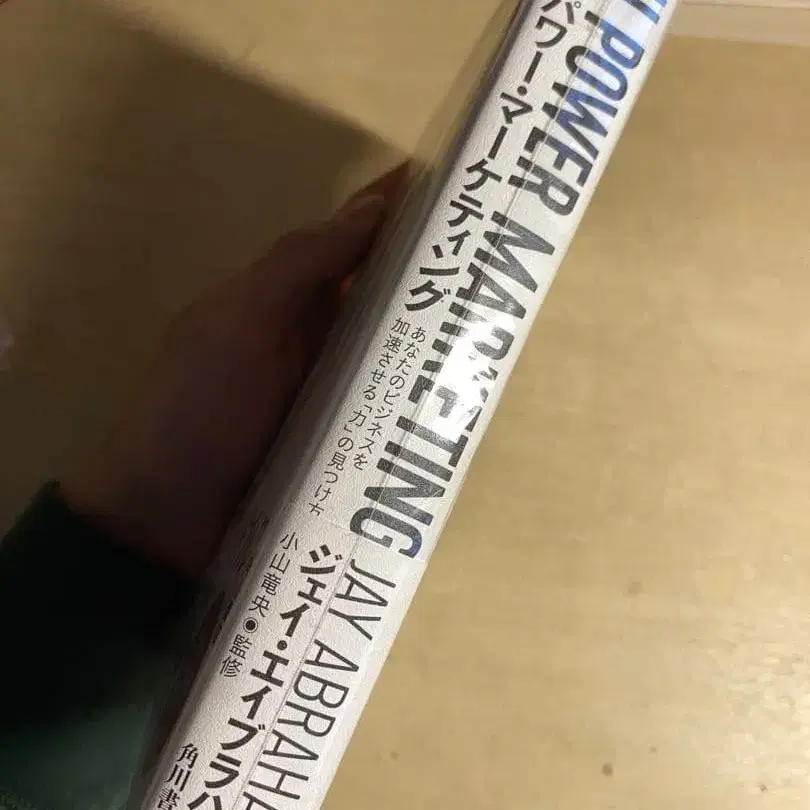 POWER MARKETING
パワー・マーケティング
あなたのビジネスを
加速させる「力」の見つけ方
JAY ABRAH
ジェイ・エイブラハ
小山竜央◉監修
角川書